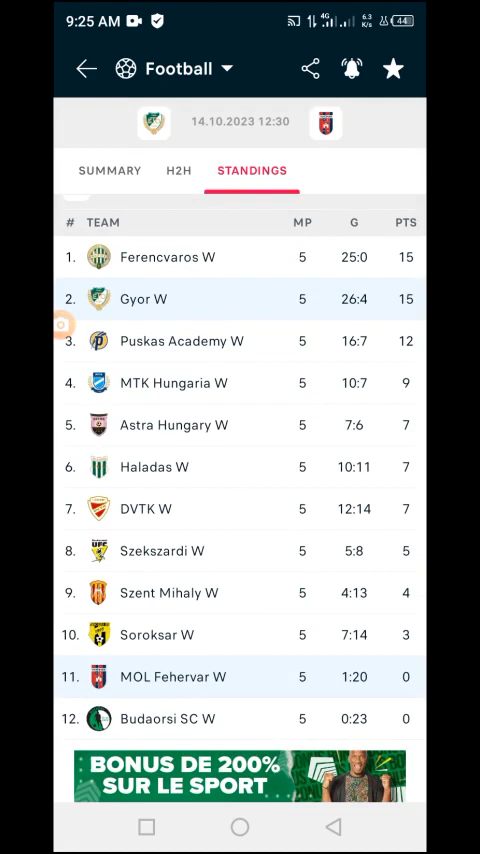 9:25 AM 4G 6.3 K/s 44
Football
14.10.2023 12:30
SUMMARY H2H STANDINGS
# TEAM MP G PTS
1. Ferencvaros W 5 25:0 15
2. Gyor W 5 26:4 15
3. Puskas Academy W 5 16:7 12
4. MTK Hungaria W 5 10:7 9
5. Astra Hungary W 5 7:6 7
6. Haladas W 5 10:11 7
7. DVTK W 5 12:14 7
8. Szekszardi W 5 5:8 5
9. Szent Mihaly W 5 4:13 4
10. Soroksar W 5 7:14 3
11. MOL Fehervar W 5 1:20 0
12. Budaorsi SC W 5 0:23 0
BONUS DE 200%
SUR LE SPORT